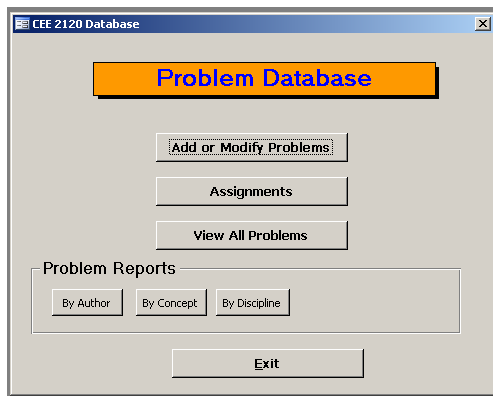 CEE 2120 Database
Problem Database
Add or Modify Problems
Assignments
View All Problems
Problem Reports
By Author By Concept By Discipline
Exit